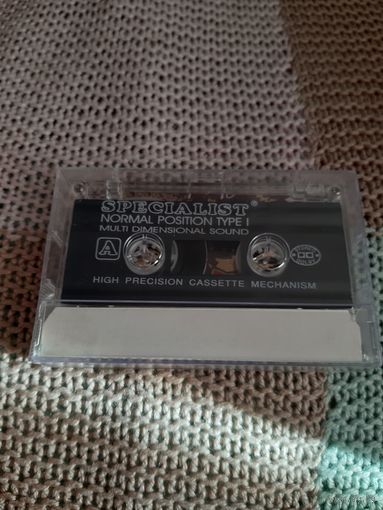 SPECIALIST®
NORMAL POSITION TYPE I
MULTI DIMENSIONAL SOUND
A
HIGH PRECISION CASSETTE MECHANISM